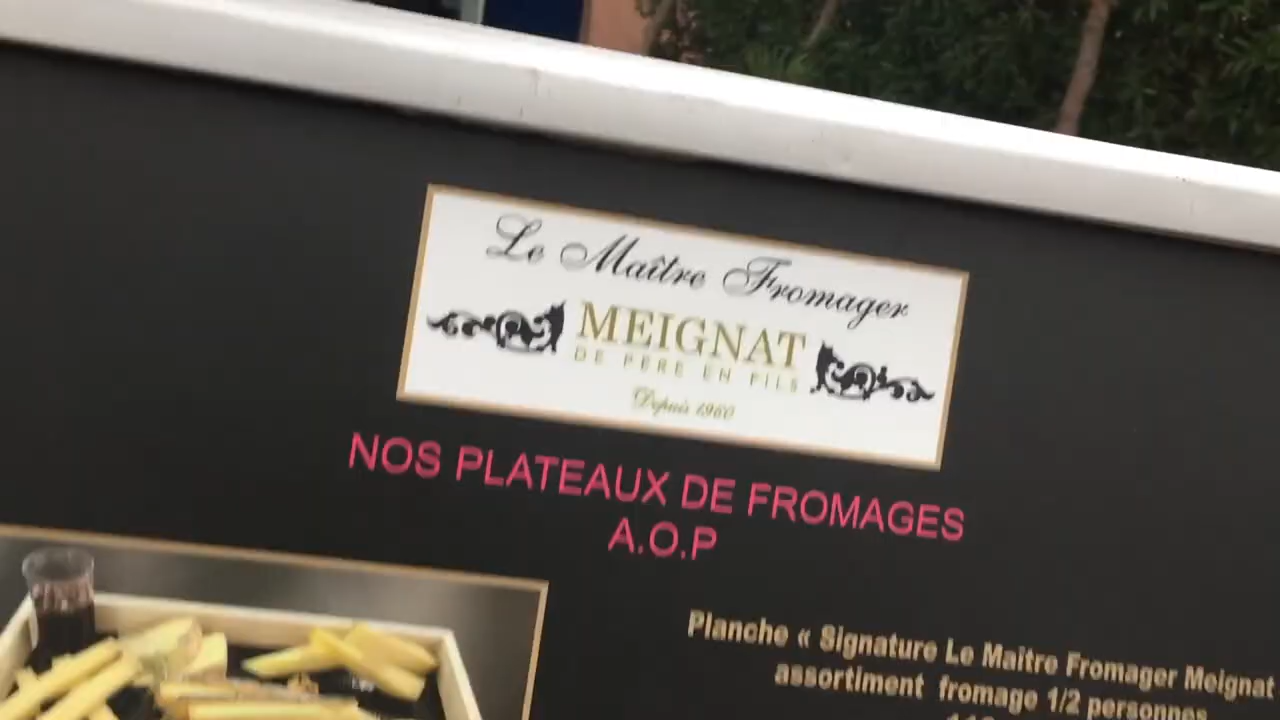 Le Maître Fromager
MEIGNAT
DE PERE EN FILS
Depuis 1960
NOS PLATEAUX DE FROMAGES
A.O.P
Planche « Signature Le Maître Fromager Meignat
assortiment fromage 1/2 personnes